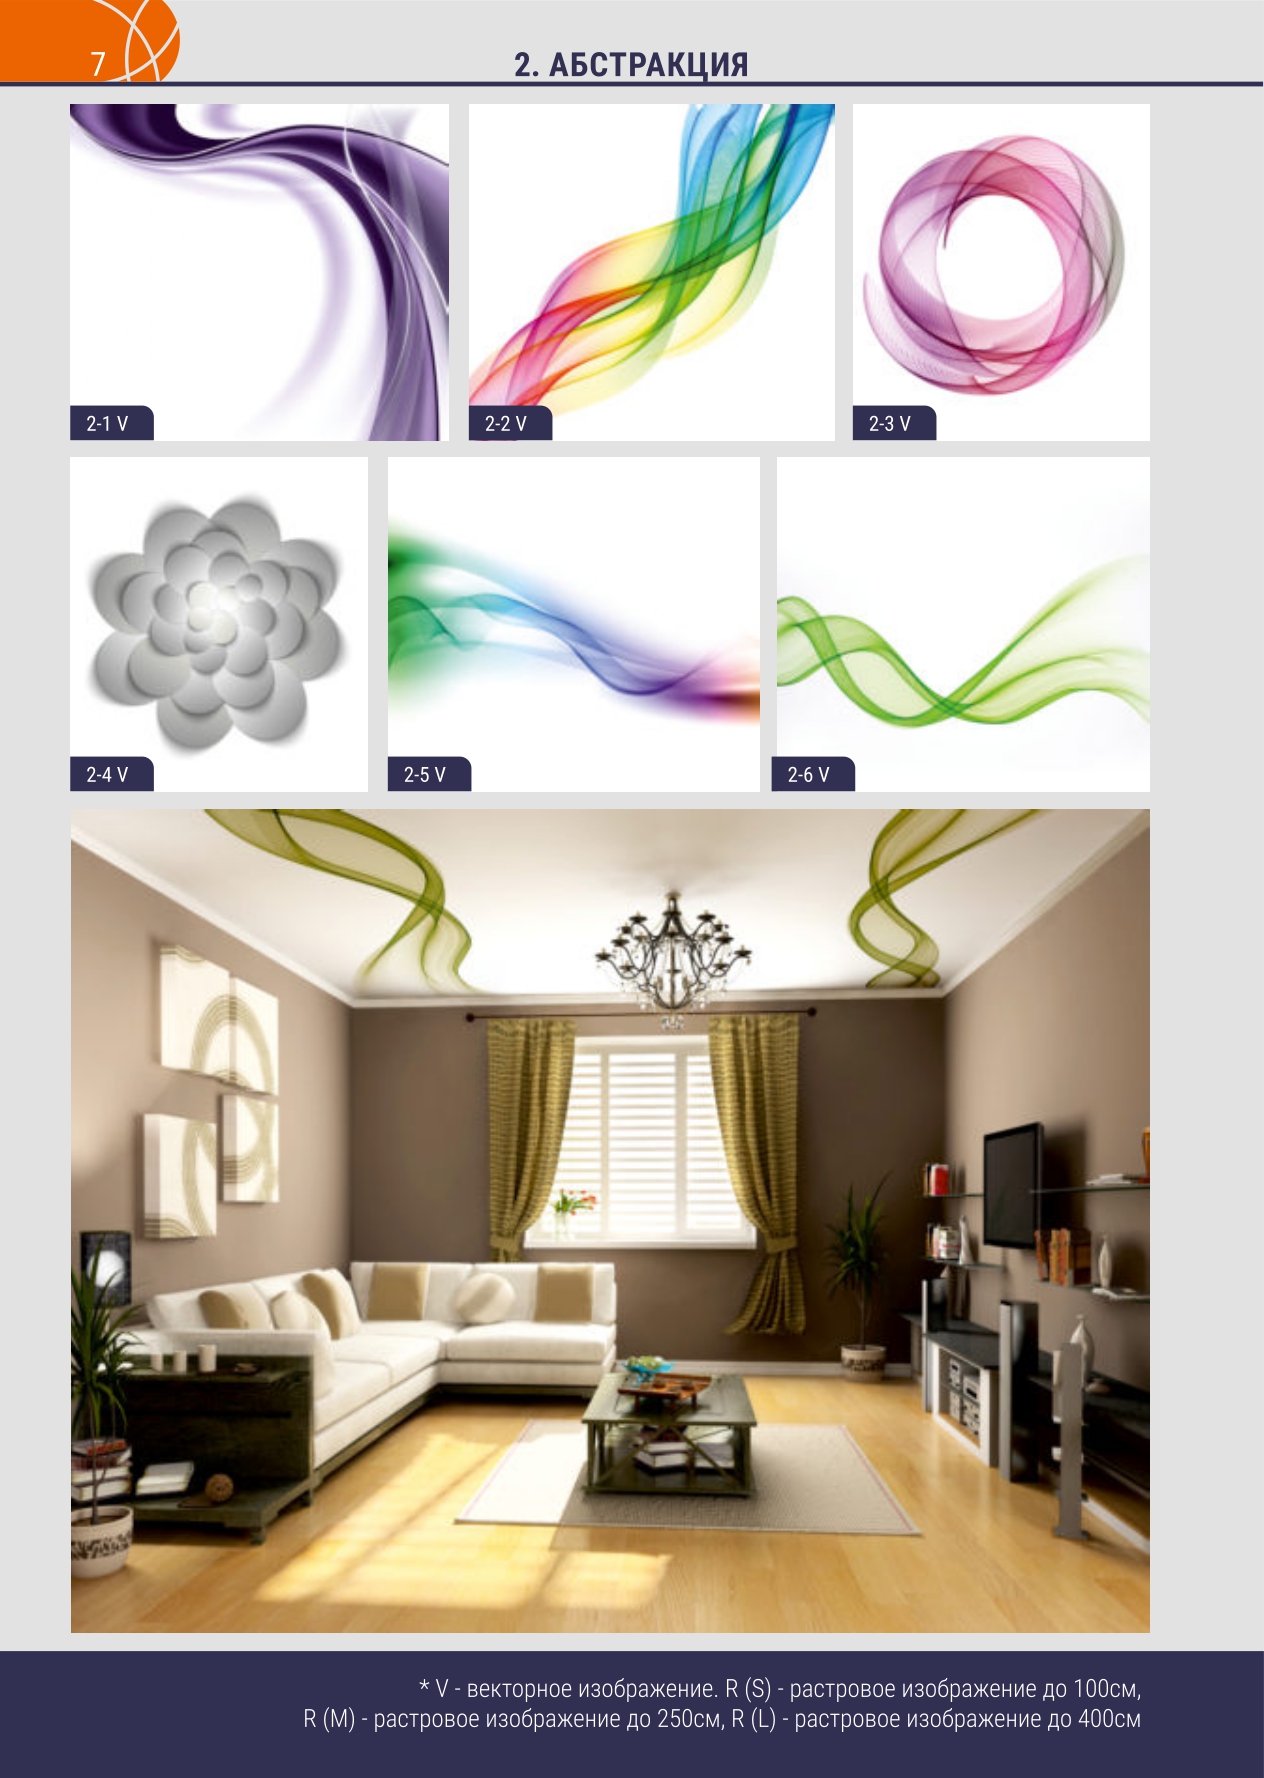 7
2. АБСТРАКЦИЯ
2-1 V
2-2 V
2-3 V
2-4 V
2-5 V
2-6 V
* V - векторное изображение. R (S) - растровое изображение до 100см,
R (M) - растровое изображение до 250см, R (L) - растровое изображение до 400см